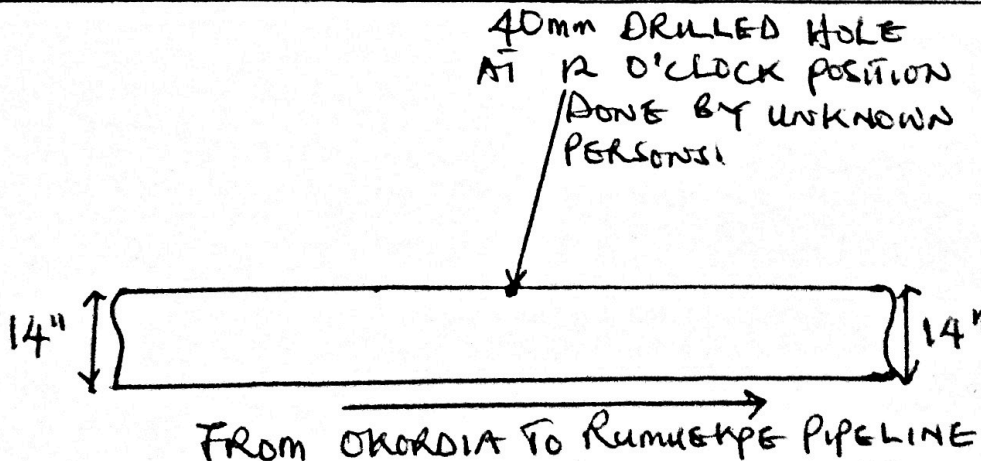 40mm DRILLED HOLE
AT 12 O'CLOCK POSITION
DONE BY UNKNOWN
PERSONS.
14" 14"
FROM OKORDIA TO RUMUEKPE PIPELINE